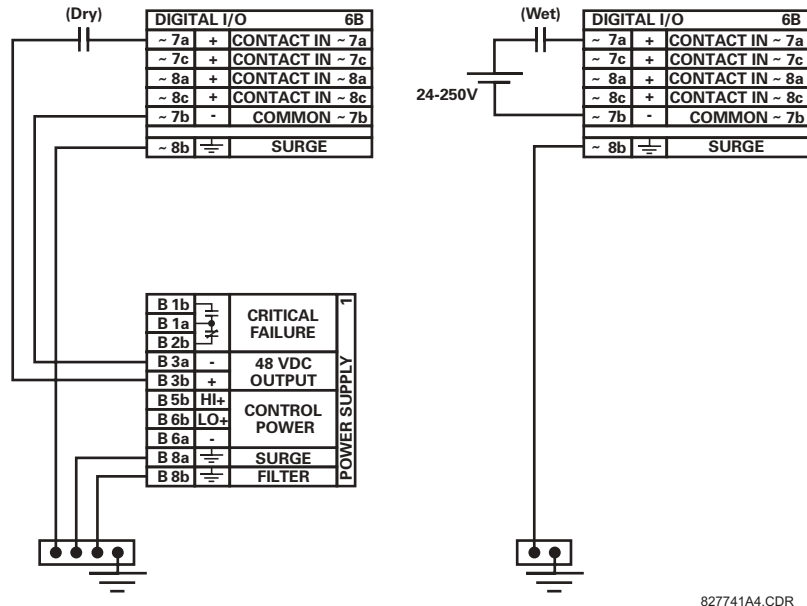 (Dry)
DIGITAL I/O 6B
~ 7a + CONTACT IN ~ 7a
~ 7c + CONTACT IN ~ 7c
~ 8a + CONTACT IN ~ 8a
~ 8c + CONTACT IN ~ 8c
~ 7b - COMMON ~ 7b
~ 8b SURGE
B 1b
B 1a
B 2b
CRITICAL
FAILURE
B 3a -
B 3b +
48 VDC
OUTPUT
B 5b HI+
B 6b LO+
B 6a -
CONTROL
POWER
B 8a SURGE
B 8b FILTER
POWER SUPPLY 1
(Wet)
24-250V
DIGITAL I/O 6B
~ 7a + CONTACT IN ~ 7a
~ 7c + CONTACT IN ~ 7c
~ 8a + CONTACT IN ~ 8a
~ 8c + CONTACT IN ~ 8c
~ 7b - COMMON ~ 7b
~ 8b SURGE
827741A4.CDR